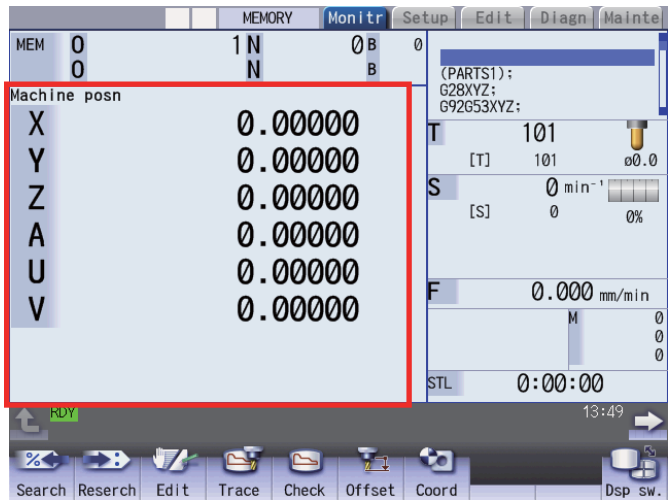 MEMORY Monitr Setup Edit Diagn Mainte
MEM O 1 N 0 B 0
O N B
(PARTS1);
G28XYZ;
G92G53XYZ;
Machine posn
X 0.00000
Y 0.00000
Z 0.00000
A 0.00000
U 0.00000
V 0.00000
T 101
[T] 101 ø0.0
S 0 min⁻¹
[S] 0 0%
F 0.000 mm/min
M 0
0
0
STL 0:00:00
RDY 13:49
Search Reserch Edit Trace Check Offset Coord Dsp sw.